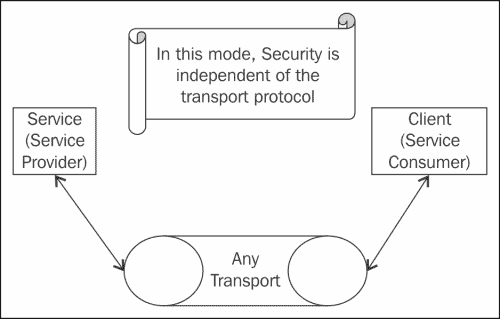 In this mode, Security is
independent of the
transport protocol
Service
(Service
Provider)
Client
(Service
Consumer)
Any
Transport